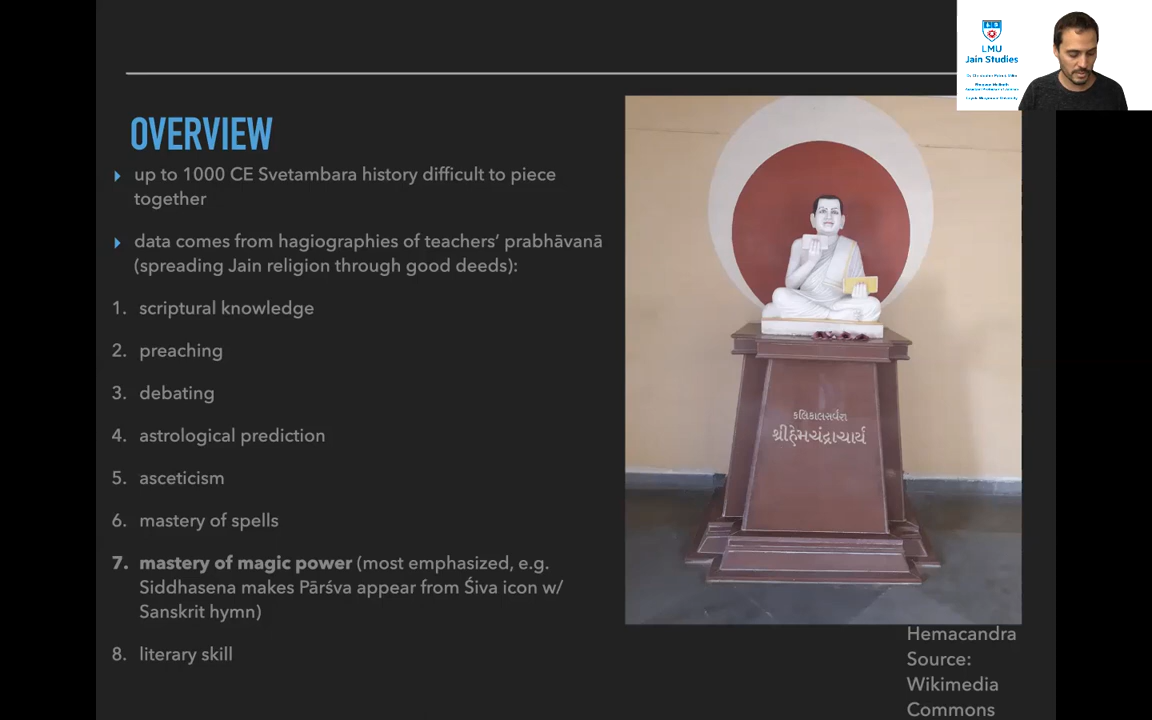 LMU
Jain Studies
OVERVIEW
up to 1000 CE Svetambara history difficult to piece
together
data comes from hagiographies of teachers’ prabhāvanā
(spreading Jain religion through good deeds):
1. scriptural knowledge
2. preaching
3. debating
4. astrological prediction
5. asceticism
6. mastery of spells
7. mastery of magic power (most emphasized, e.g.
Siddhasena makes Pārśva appear from Śiva icon w/
Sanskrit hymn)
8. literary skill
કલિકાલસર્વજ્ઞ
શ્રી હેમચંદ્રાચાર્ય
Hemacandra
Source:
Wikimedia
Commons